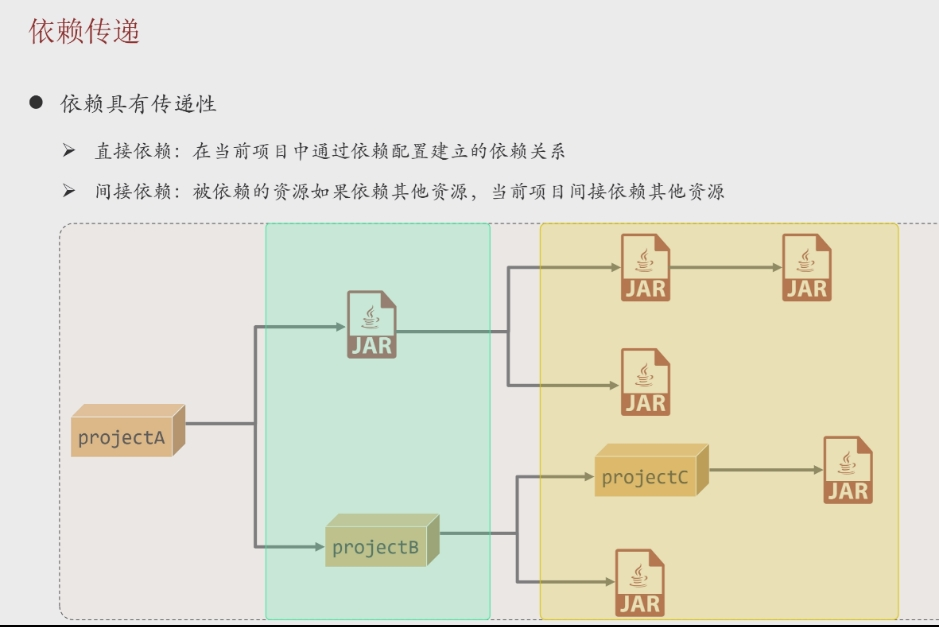 依赖传递
依赖具有传递性
直接依赖：在当前项目中通过依赖配置建立的依赖关系
间接依赖：被依赖的资源如果依赖其他资源，当前项目间接依赖其他资源
JAR
JAR
JAR
JAR
projectA
projectC
JAR
projectB
JAR